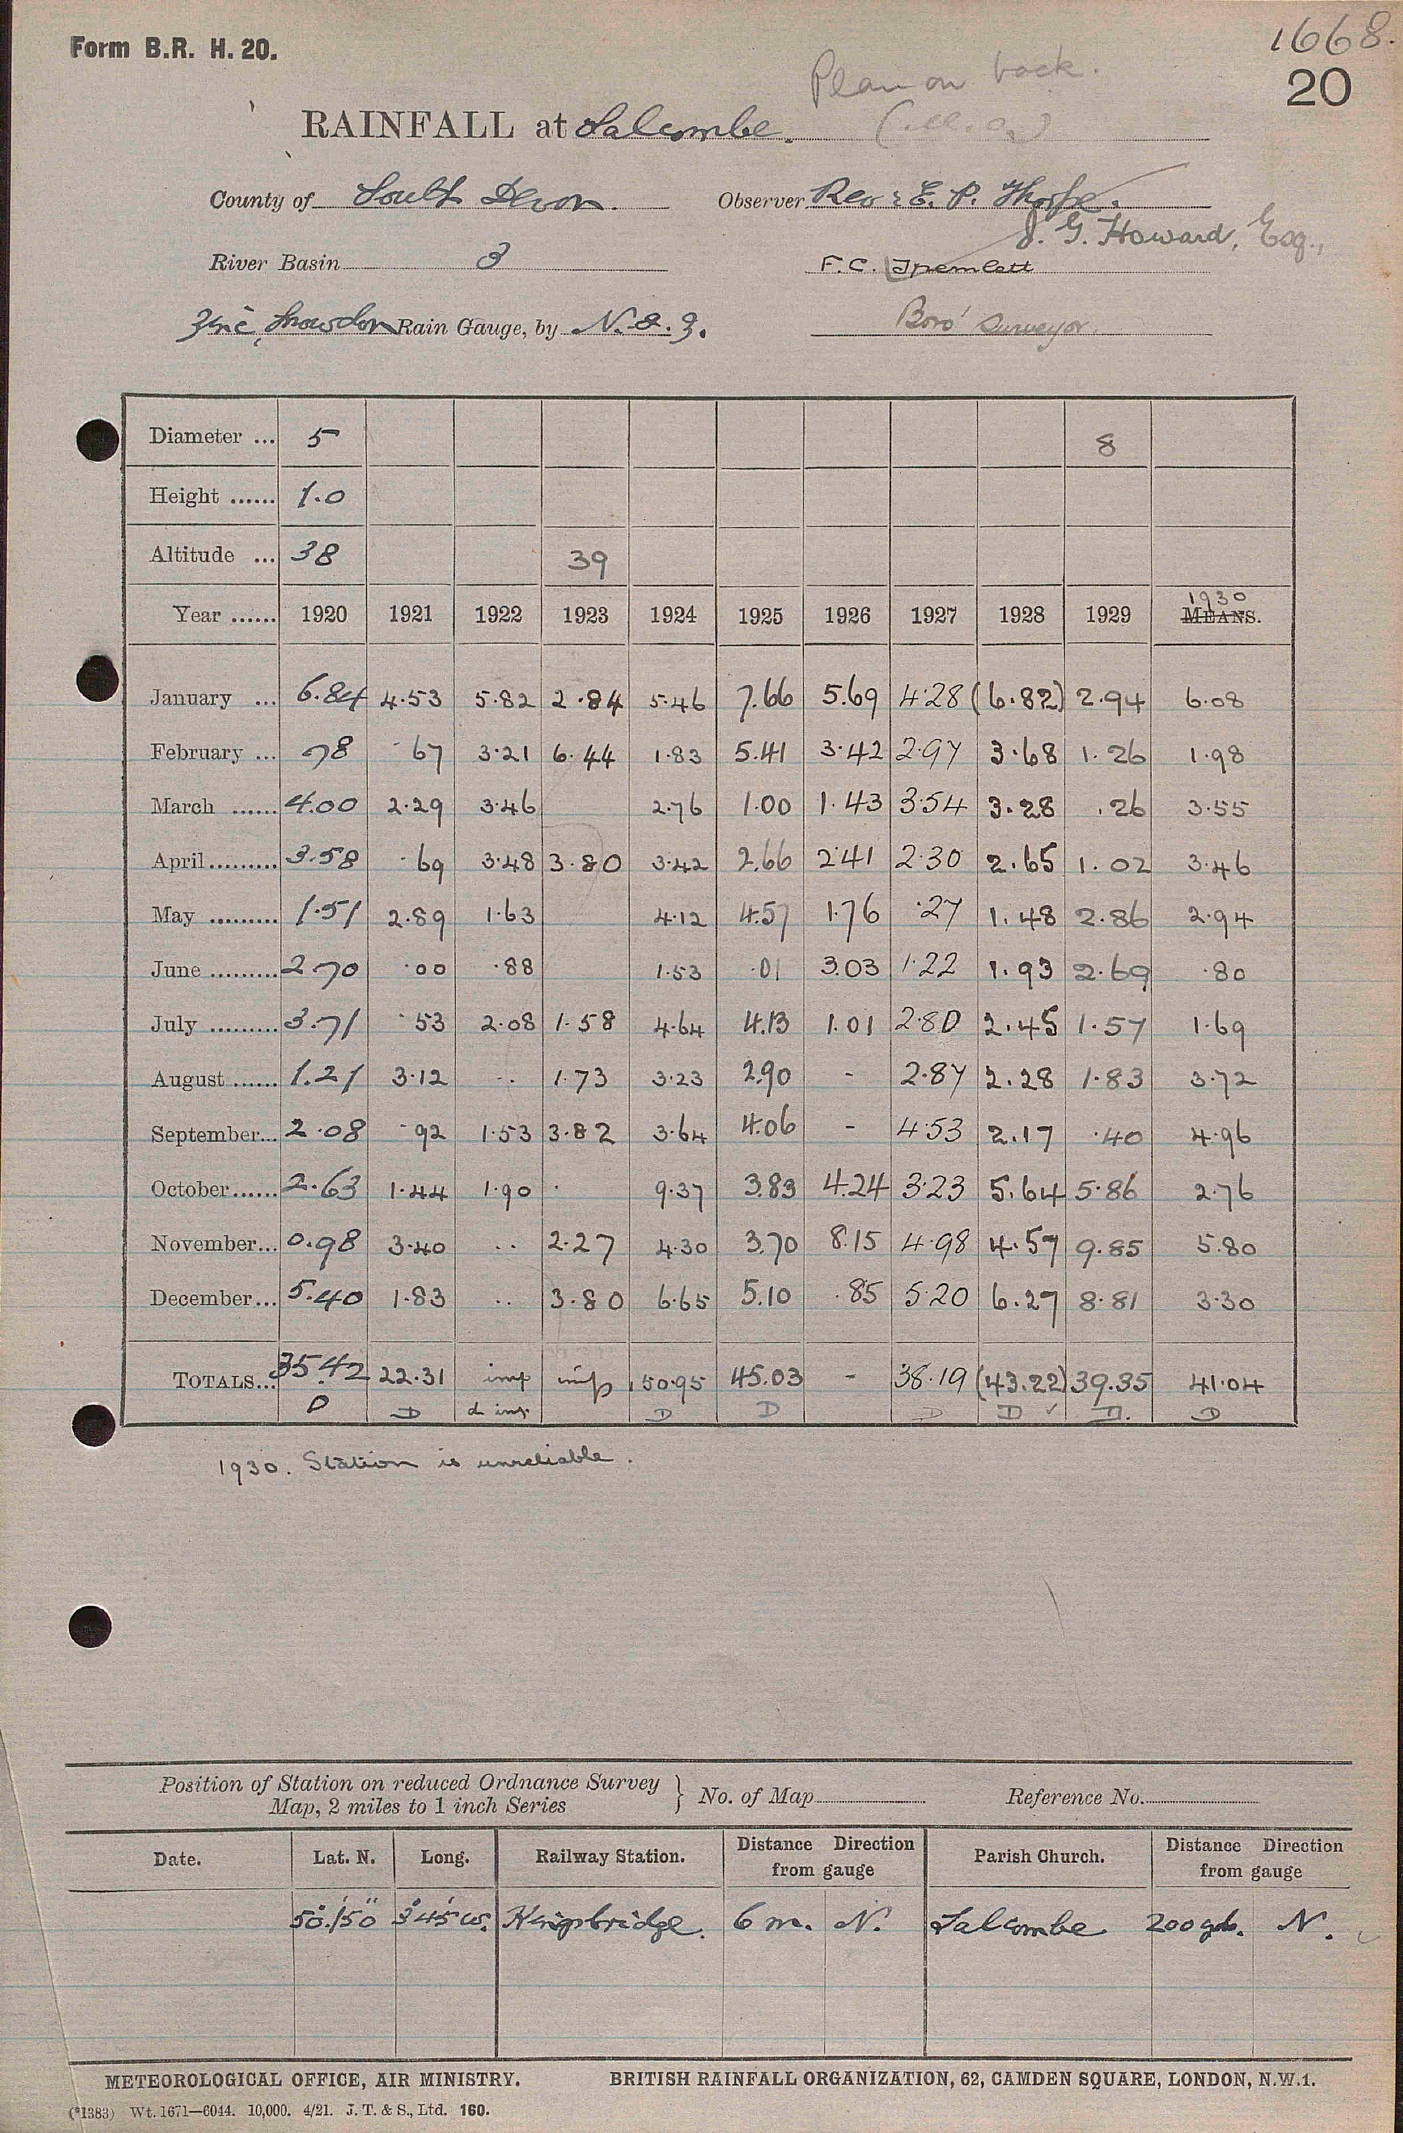 Form B.R. H. 20.
1668.
20
Plan on back.
RAINFALL at Salcombe.
County of South Devon. Observer Rev: E. P. Thorpe.
J. G. Howard, Esq.,
River Basin 3 F.C. Tremlett
Rain Gauge, by N. & Z. Boro' Surveyor.
Diameter ... 5 8
Height ...... 1.0
Altitude ... 38 39
Year ...... 1920 1921 1922 1923 1924 1925 1926 1927 1928 1929 1930 MEANS.
January ... 6.84 4.53 5.82 2.84 5.46 7.66 5.69 4.28 (6.82) 2.94 6.08
February ... 78 .67 3.21 6.44 1.83 5.41 3.42 2.97 3.68 1.26 1.98
March ...... 4.00 2.29 3.46 2.76 1.00 1.43 3.54 3.28 .26 3.55
April......... 3.58 .69 3.48 3.80 3.42 2.66 2.41 2.30 2.65 1.02 3.46
May ......... 1.51 2.89 1.63 4.12 4.57 1.76 .27 1.48 2.86 2.94
June ......... 2.70 .00 .88 1.53 .01 3.03 1.22 1.93 2.69 .80
July ......... 3.71 .53 2.08 1.58 4.64 4.13 1.01 2.80 2.45 1.57 1.69
August ...... 1.21 3.12 .. 1.73 3.23 2.90 - 2.87 2.28 1.83 3.72
September... 2.08 .92 1.53 3.82 3.64 4.06 - 4.53 2.17 .40 4.96
October...... 2.63 1.44 1.90 . 9.37 3.83 4.24 3.23 5.64 5.86 2.76
November... 0.98 3.40 .. 2.27 4.30 3.70 8.15 4.98 4.57 9.85 5.80
December... 5.40 1.83 .. 3.80 6.65 5.10 .85 5.20 6.27 8.81 3.30
TOTALS... 35.42 22.31 imp imp 50.95 45.03 - 38.19 (43.22) 39.35 41.04
D D d imp. D D D D ✓ D. D
1930. Station is unreliable.
Position of Station on reduced Ordnance Survey
Map, 2 miles to 1 inch Series } No. of Map Reference No.
Date. Lat. N. Long. Railway Station. Distance Direction from gauge Parish Church. Distance Direction from gauge
50° 1' 50" 3° 45' W. Kingsbridge. 6 m. N. Salcombe 200 yds. N.
METEOROLOGICAL OFFICE, AIR MINISTRY. BRITISH RAINFALL ORGANIZATION, 62, CAMDEN SQUARE, LONDON, N.W.1.
(*1383) Wt. 1671—6044. 10,000. 4/21. J. T. & S., Ltd. 160.